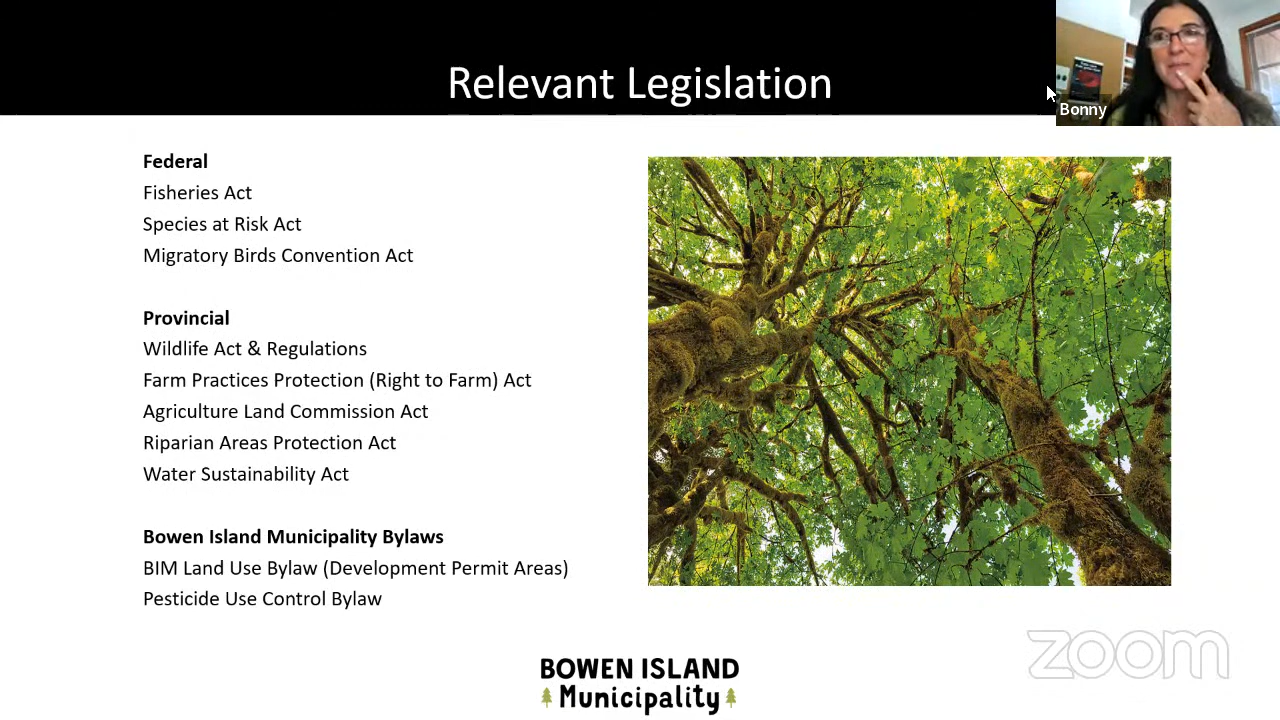 Relevant Legislation
Bonny
Federal
Fisheries Act
Species at Risk Act
Migratory Birds Convention Act
Provincial
Wildlife Act & Regulations
Farm Practices Protection (Right to Farm) Act
Agriculture Land Commission Act
Riparian Areas Protection Act
Water Sustainability Act
Bowen Island Municipality Bylaws
BIM Land Use Bylaw (Development Permit Areas)
Pesticide Use Control Bylaw
BOWEN ISLAND
Municipality
zoom